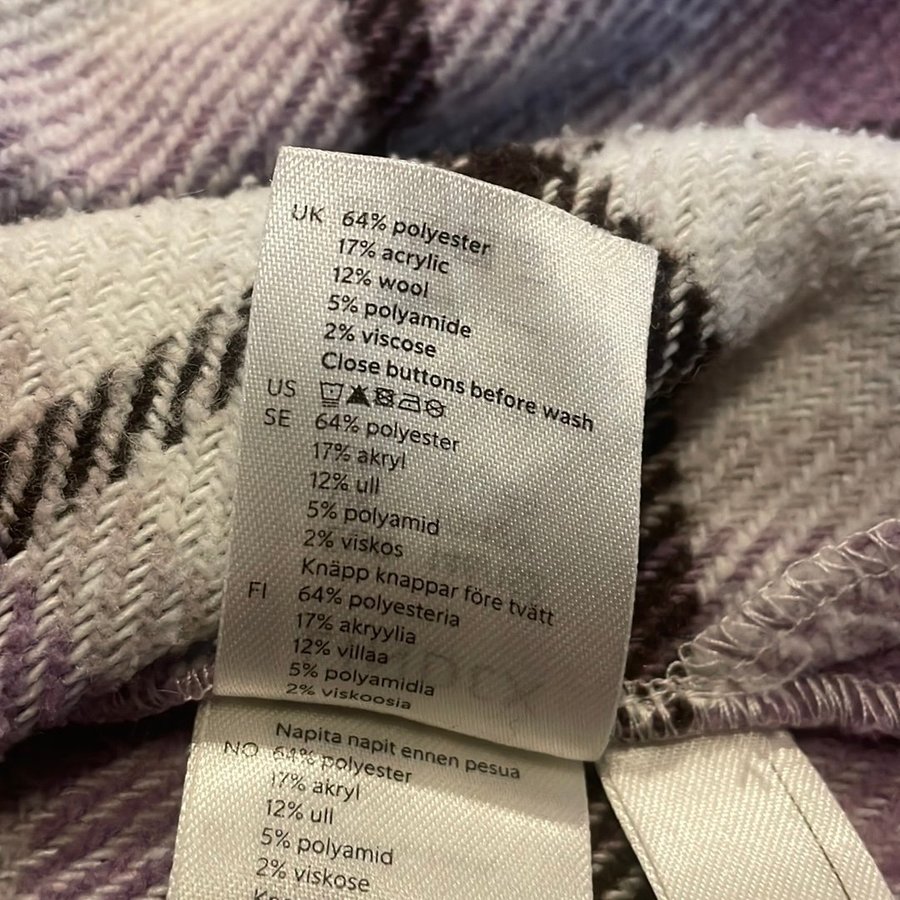 UK 64% polyester
17% acrylic
12% wool
5% polyamide
2% viscose
Close buttons before wash
US
SE 64% polyester
17% akryl
12% ull
5% polyamid
2% viskos
Knäpp knappar före tvätt
FI 64% polyesteria
17% akryylia
12% villaa
5% polyamidia
2% viskoosia
Napita napit ennen pesua
NO 64% polyester
17% akryl
12% ull
5% polyamid
2% viskose